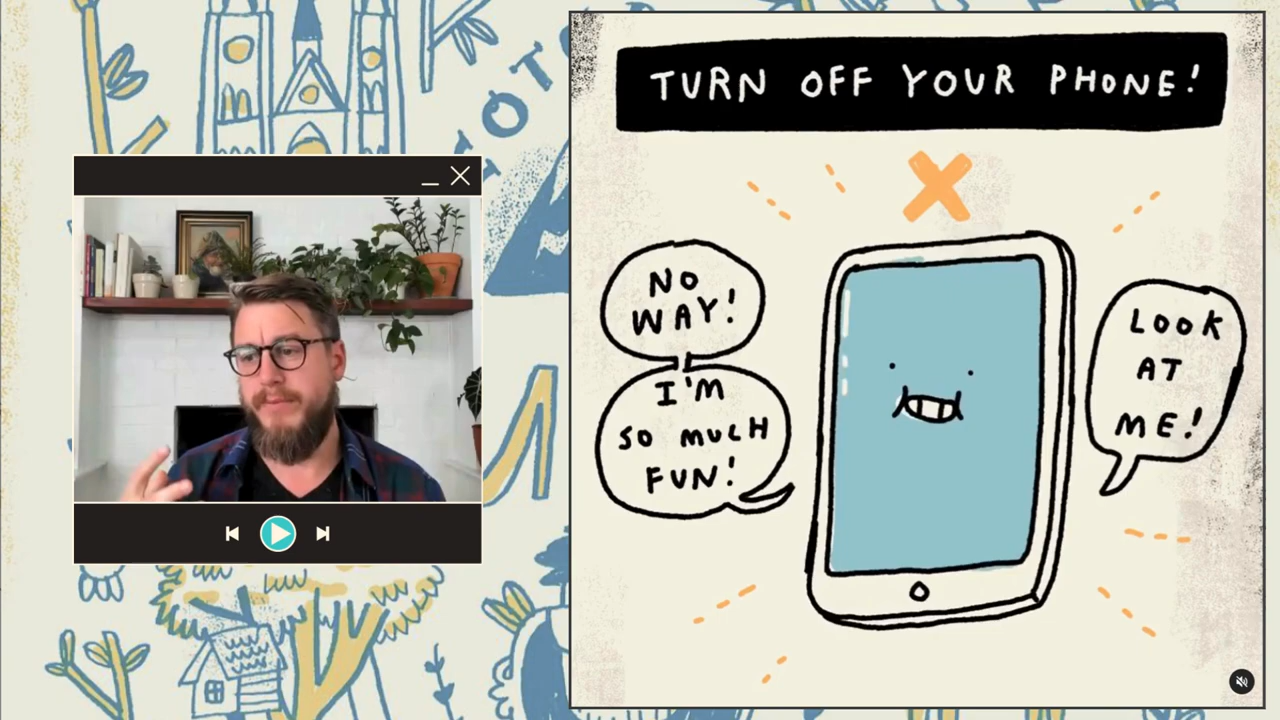 TURN OFF YOUR PHONE!
NO
WAY!
I'M
SO MUCH
FUN!
LOOK
AT
ME!